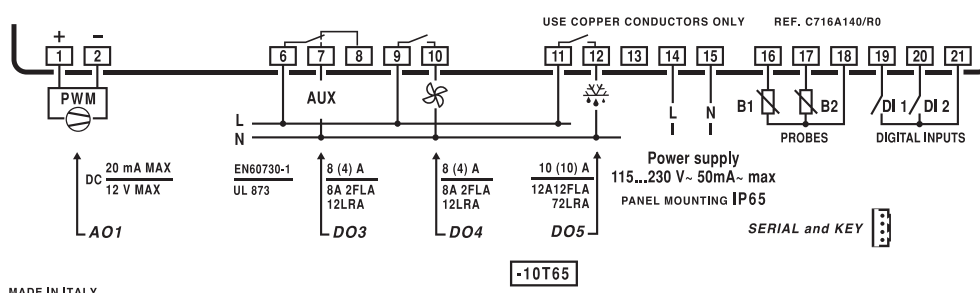 USE COPPER CONDUCTORS ONLY REF. C716A140/R0
+ -
1 2 6 7 8 9 10 11 12 13 14 15 16 17 18 19 20 21
PWM
AUX
B1 B2
DI 1 DI 2
L
N
L N
PROBES
DIGITAL INPUTS
DC 20 mA MAX
12 V MAX
AO1
EN60730-1
UL 873
8 (4) A
8A 2FLA
12LRA
DO3
8 (4) A
8A 2FLA
12LRA
DO4
10 (10) A
12A12FLA
72LRA
DO5
Power supply
115...230 V~ 50mA~ max
PANEL MOUNTING IP65
SERIAL and KEY
-10T65
MADE IN ITALY